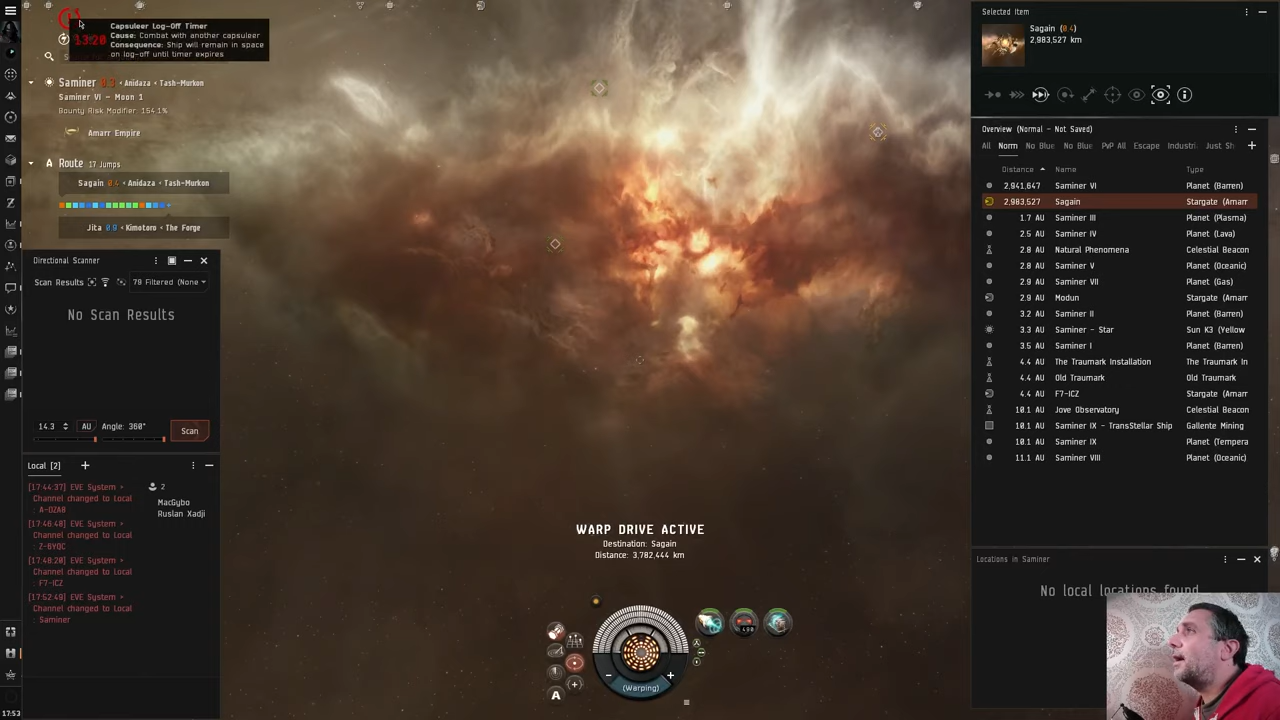 Capsuleer Log-Off Timer
Cause: Combat with another capsuleer
13:20
Consequence: Ship will remain in space
on log-off until timer expires
Saminer 0.3 < Anidaza < Tash-Murkon
Saminer VI - Moon 1
Bounty Risk Modifier: 154.1%
Amarr Empire
Route 17 Jumps
Sagain 0.4 < Anidaza < Tash-Murkon
Jita 0.9 < Kimotoro < The Forge
Directional Scanner
Scan Results
79 Filtered (None
No Scan Results
14.3 AU Angle: 360°
Scan
Local [2]
2
MacGybo
Ruslan Xadji
[17:44:37] EVE System >
Channel changed to Local
: A-DZA8
[17:46:48] EVE System >
Channel changed to Local
: Z-6YQC
[17:48:20] EVE System >
Channel changed to Local
: F7-ICZ
[17:52:49] EVE System >
Channel changed to Local
: Saminer
17:53
WARP DRIVE ACTIVE
Destination: Sagain
Distance: 3,782,444 km
490
(Warping)
A
Selected Item
Sagain (0.4)
2,983,527 km
Overview (Normal - Not Saved)
All Norm No Blue No Blue PvP All Escape Industri Just Sh
Distance Name Type
2,941,647 Saminer VI Planet (Barren)
2,983,527 Sagain Stargate (Amarr
1.7 AU Saminer III Planet (Plasma)
2.5 AU Saminer IV Planet (Lava)
2.8 AU Natural Phenomena Celestial Beacon
2.8 AU Saminer V Planet (Oceanic)
2.9 AU Saminer VII Planet (Gas)
2.9 AU Modun Stargate (Amarr
3.2 AU Saminer II Planet (Barren)
3.3 AU Saminer - Star Sun K3 (Yellow
3.5 AU Saminer I Planet (Barren)
4.4 AU The Traumark Installation The Traumark In
4.4 AU Old Traumark Old Traumark
4.4 AU F7-ICZ Stargate (Amarr
10.1 AU Jove Observatory Celestial Beacon
10.1 AU Saminer IX - TransStellar Ship Gallente Mining
10.1 AU Saminer IX Planet (Tempera
11.1 AU Saminer VIII Planet (Oceanic)
Locations in Saminer
No local locations found